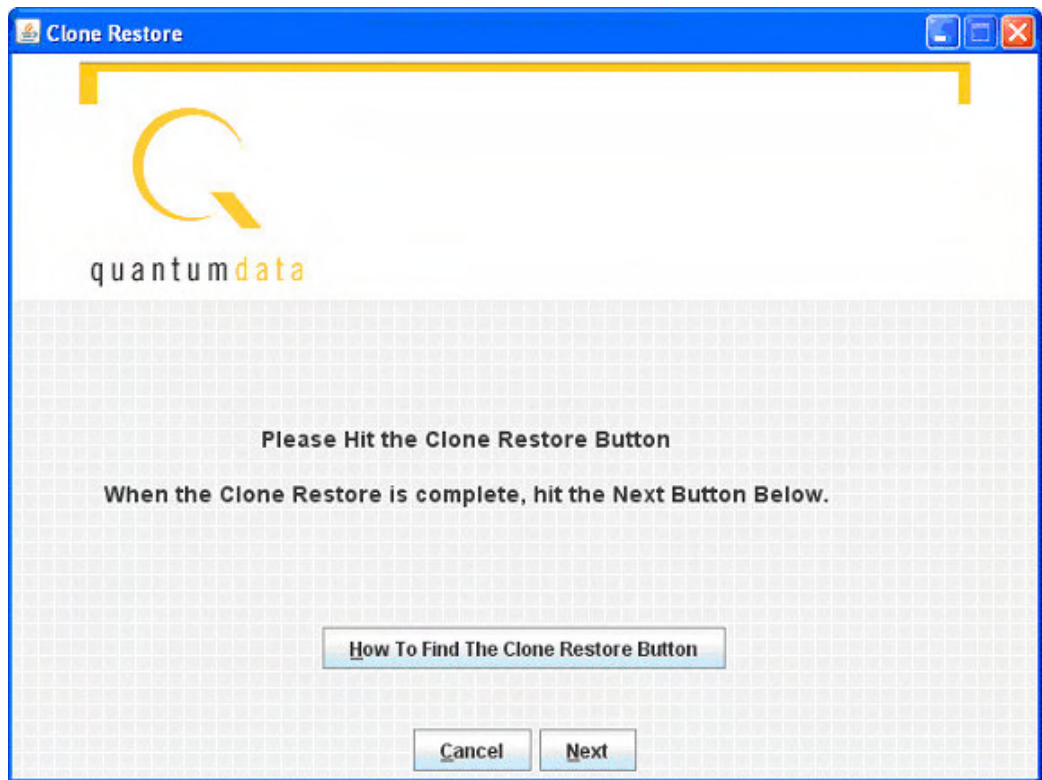 Clone Restore
quantumdata
Please Hit the Clone Restore Button
When the Clone Restore is complete, hit the Next Button Below.
How To Find The Clone Restore Button
Cancel Next